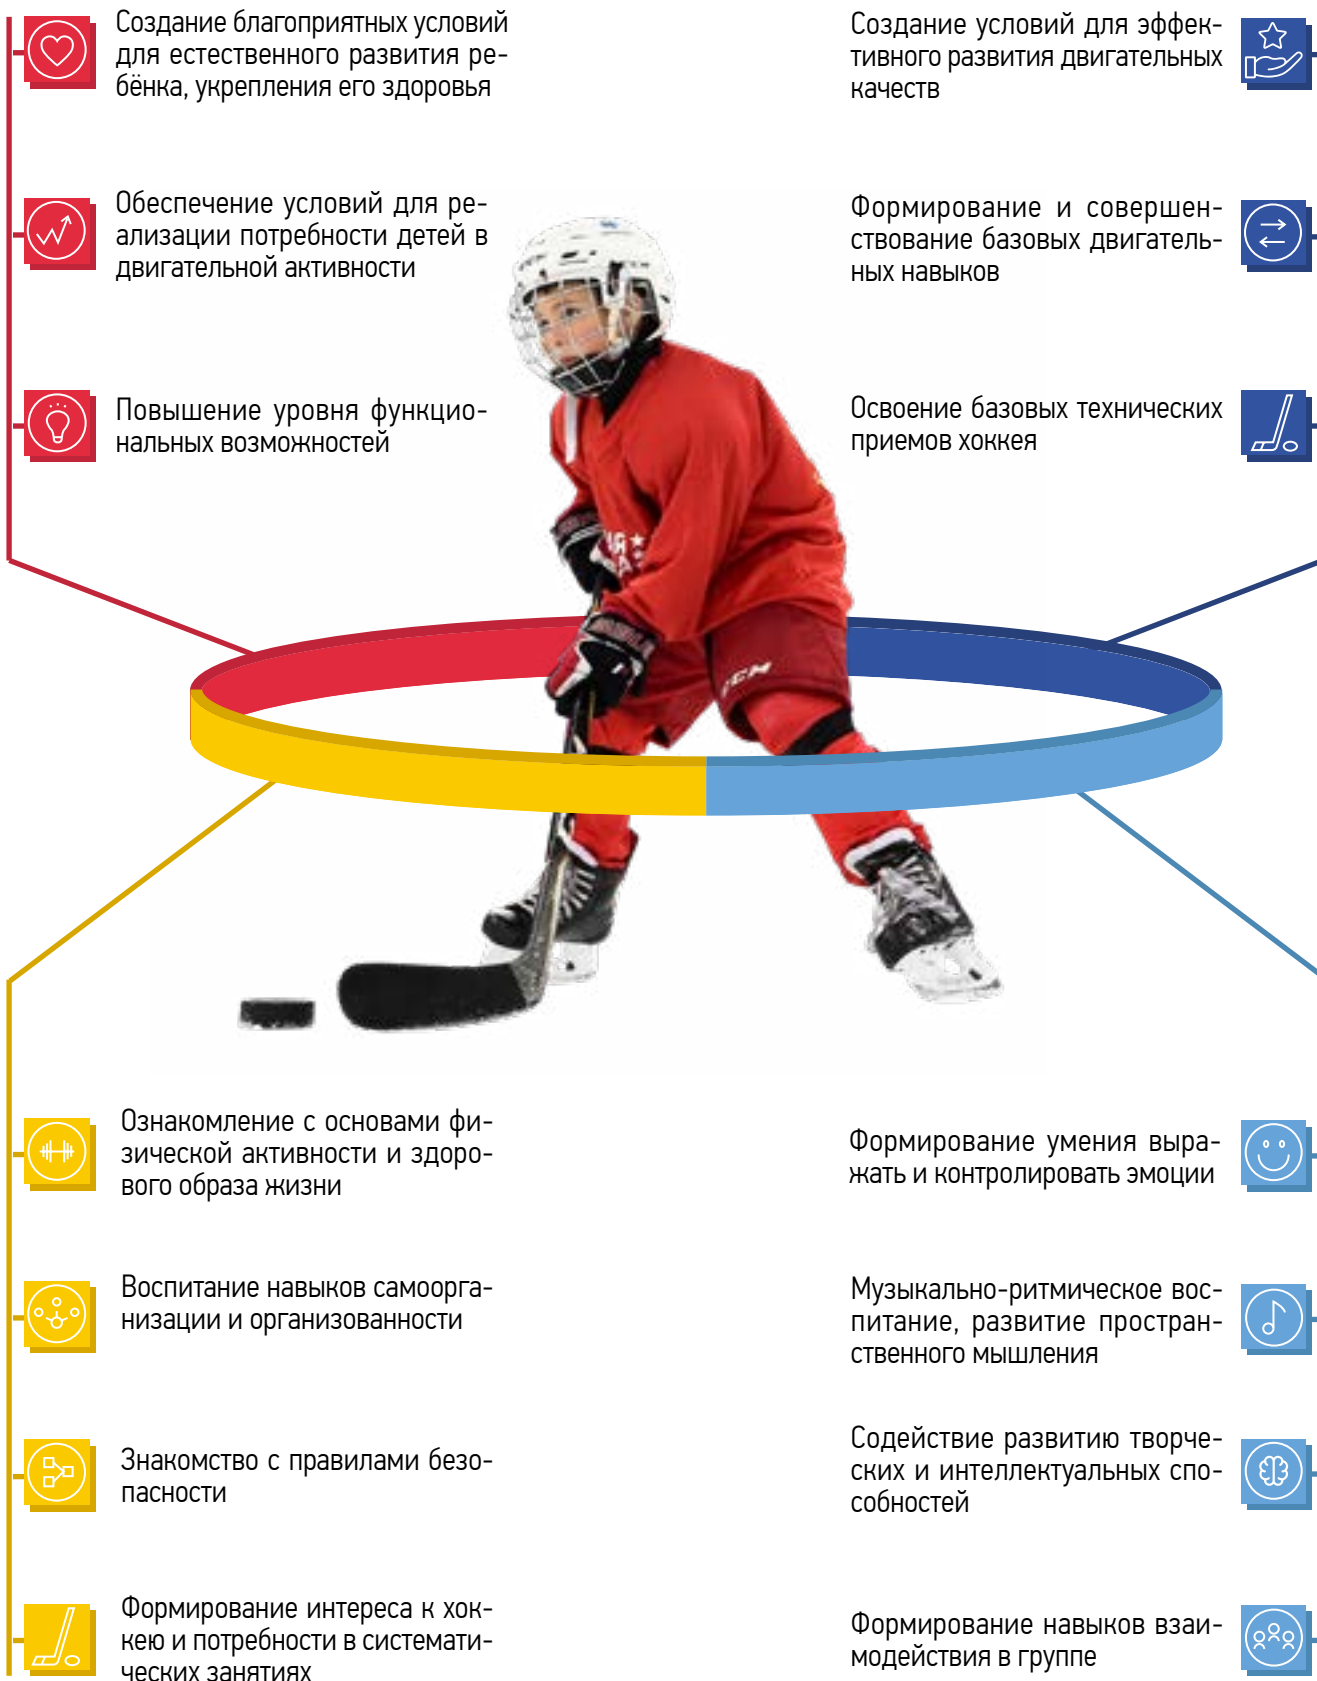 Создание благоприятных условий
для естественного развития ре-
бёнка, укрепления его здоровья
Обеспечение условий для ре-
ализации потребности детей в
двигательной активности
Повышение уровня функцио-
нальных возможностей
Создание условий для эффек-
тивного развития двигательных
качеств
Формирование и совершен-
ствование базовых двигатель-
ных навыков
Освоение базовых технических
приемов хоккея
CCM
Ознакомление с основами фи-
зической активности и здоро-
вого образа жизни
Воспитание навыков самоорга-
низации и организованности
Знакомство с правилами безо-
пасности
Формирование интереса к хок-
кею и потребности в системати-
ческих занятиях
Формирование умения выра-
жать и контролировать эмоции
Музыкально-ритмическое вос-
питание, развитие простран-
ственного мышления
Содействие развитию творче-
ских и интеллектуальных спо-
собностей
Формирование навыков взаи-
модействия в группе